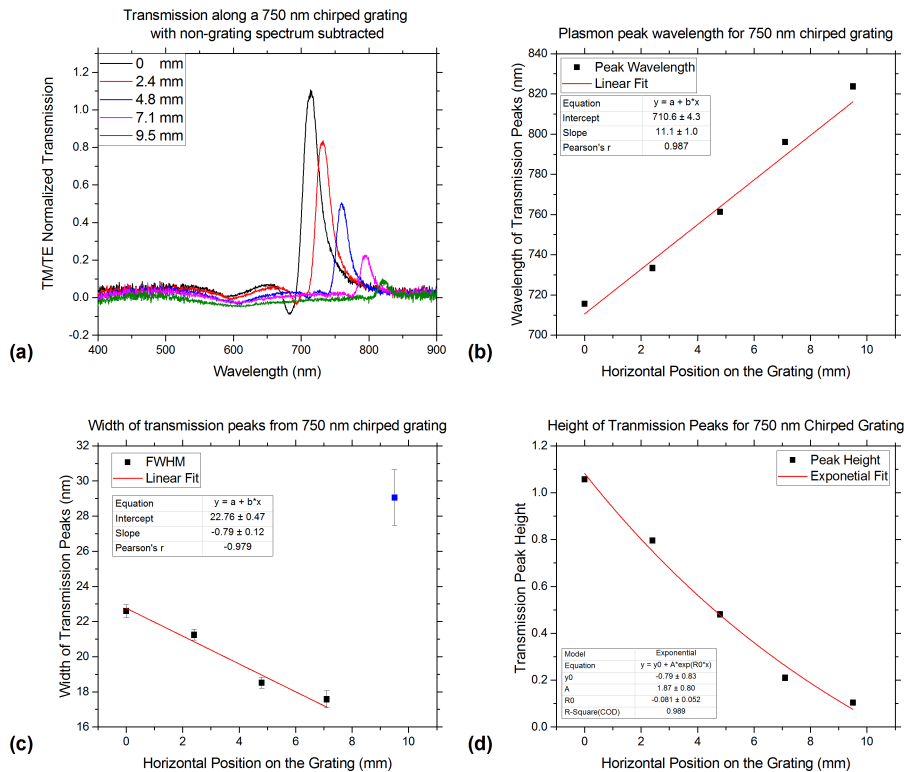 Transmission along a 750 nm chirped grating
with non-grating spectrum subtracted
0 mm
2.4 mm
4.8 mm
7.1 mm
9.5 mm
TM/TE Normalized Transmission
1.2
1.0
0.8
0.6
0.4
0.2
0.0
-0.2
400 500 600 700 800 900
Wavelength (nm)
(a)
Plasmon peak wavelength for 750 nm chirped grating
Peak Wavelength
Linear Fit
Equation y = a + b*x
Intercept 710.6 ± 4.3
Slope 11.1 ± 1.0
Pearson's r 0.987
Wavelength of Transmission Peaks (nm)
840
820
800
780
760
740
720
700
0 2 4 6 8 10
Horizontal Position on the Grating (mm)
(b)
Width of transmission peaks from 750 nm chirped grating
FWHM
Linear Fit
Equation y = a + b*x
Intercept 22.76 ± 0.47
Slope -0.79 ± 0.12
Pearson's r -0.979
Width of Transmission Peaks (nm)
32
30
28
26
24
22
20
18
16
0 2 4 6 8 10
Horizontal Position on the Grating (mm)
(c)
Height of Tranmission Peaks for 750 nm Chirped Grating
Peak Height
Exponetial Fit
Transmission Peak Height
1.2
1.0
0.8
0.6
0.4
0.2
0.0
Model Exponential
Equation y = y0 + A*exp(R0*x)
y0 -0.79 ± 0.83
A 1.87 ± 0.80
R0 -0.081 ± 0.052
R-Square(COD) 0.989
0 2 4 6 8 10
Horizontal Position on the Grating (mm)
(d)